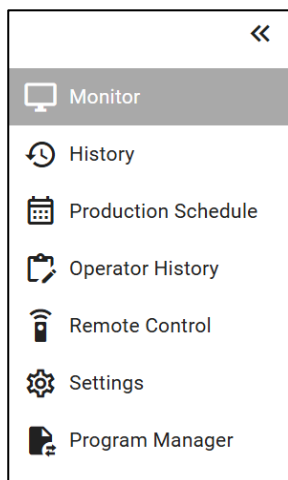 Monitor
History
Production Schedule
Operator History
Remote Control
Settings
Program Manager